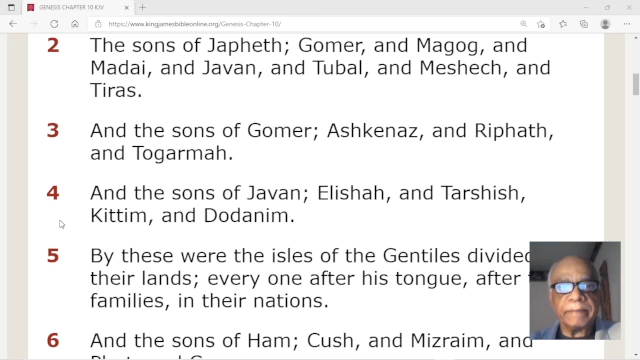 GENESIS CHAPTER 10 KJV
https://www.kingjamesbibleonline.org/Genesis-Chapter-10/
2 The sons of Japheth; Gomer, and Magog, and
Madai, and Javan, and Tubal, and Meshech, and
Tiras.
3 And the sons of Gomer; Ashkenaz, and Riphath,
and Togarmah.
4 And the sons of Javan; Elishah, and Tarshish,
Kittim, and Dodanim.
5 By these were the isles of the Gentiles divided
their lands; every one after his tongue, after
families, in their nations.
6 And the sons of Ham; Cush, and Mizraim, and